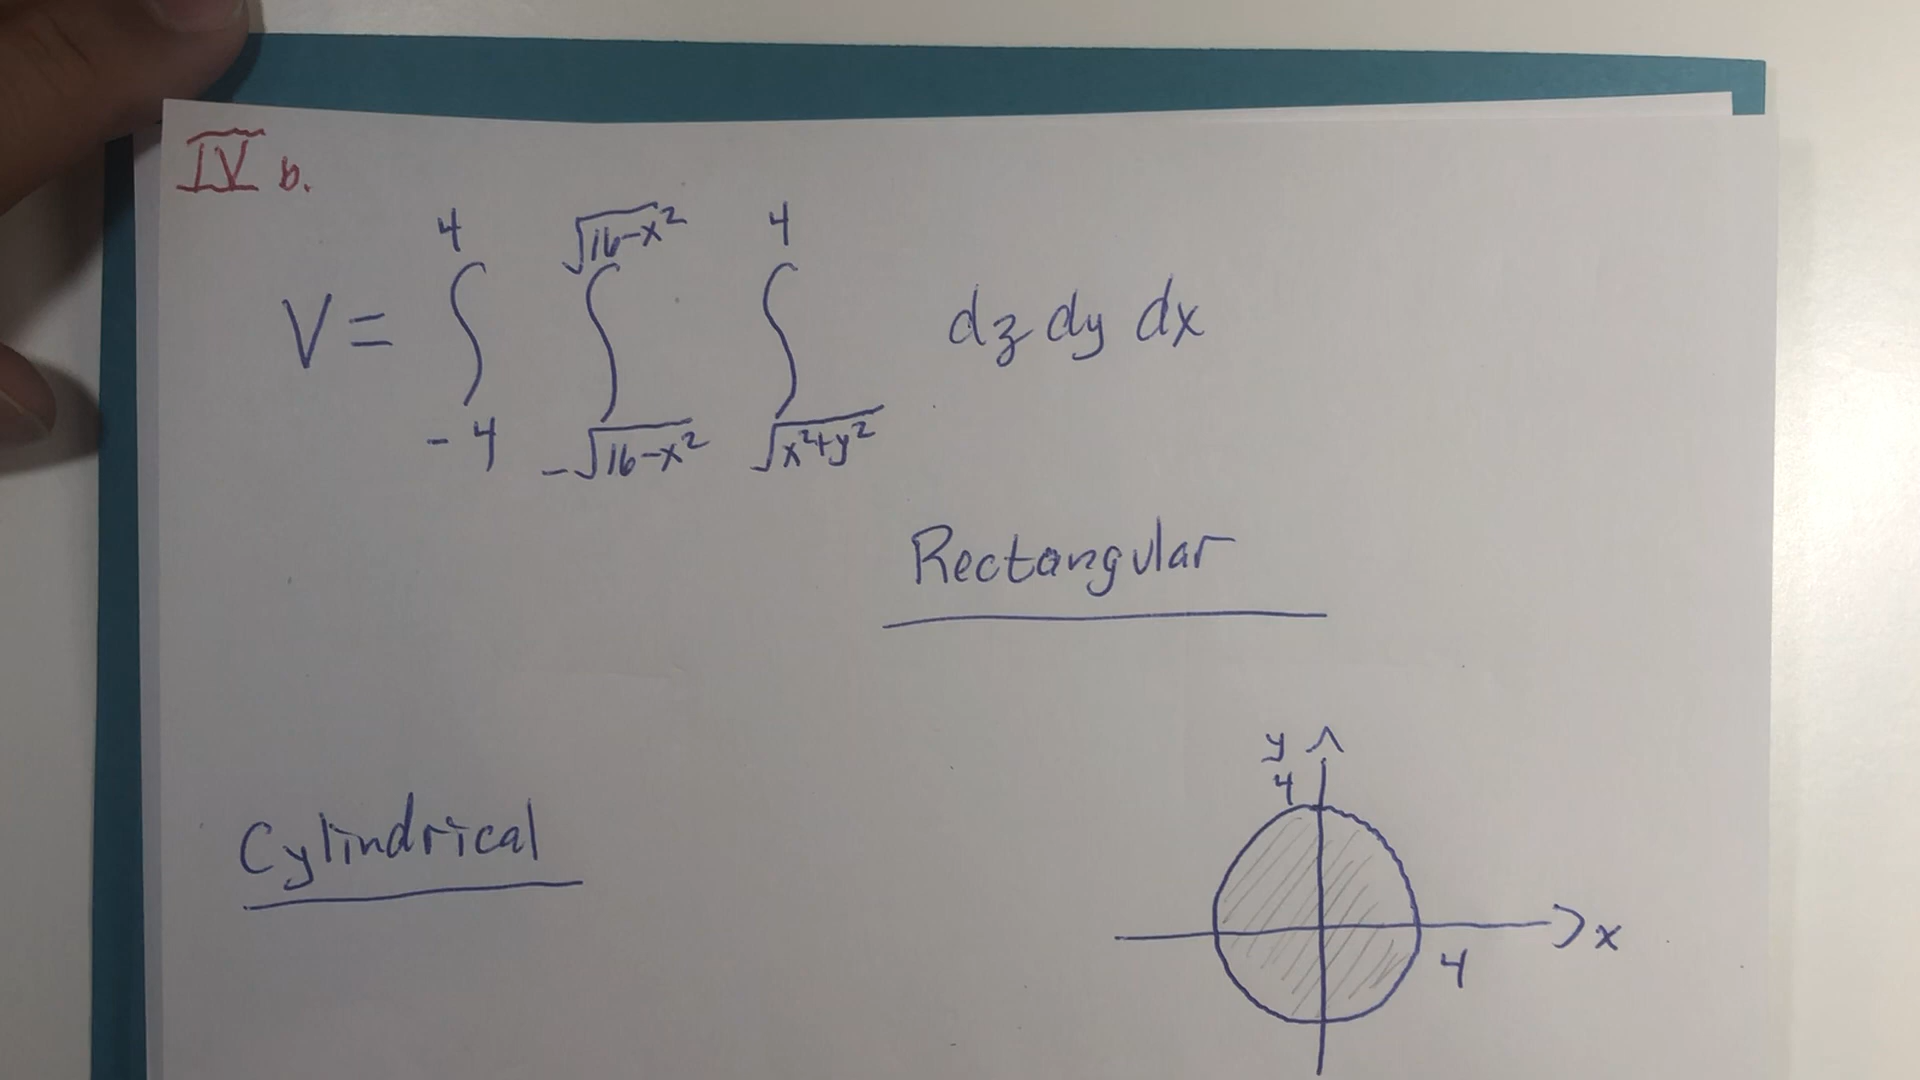 IV b.
V = ∫_{-4}^{4} ∫_{-√(16-x²)}^{√(16-x²)} ∫_{√(x²+y²)}^{4} dz dy dx
Rectangular
Cylindrical
y
4
x
4